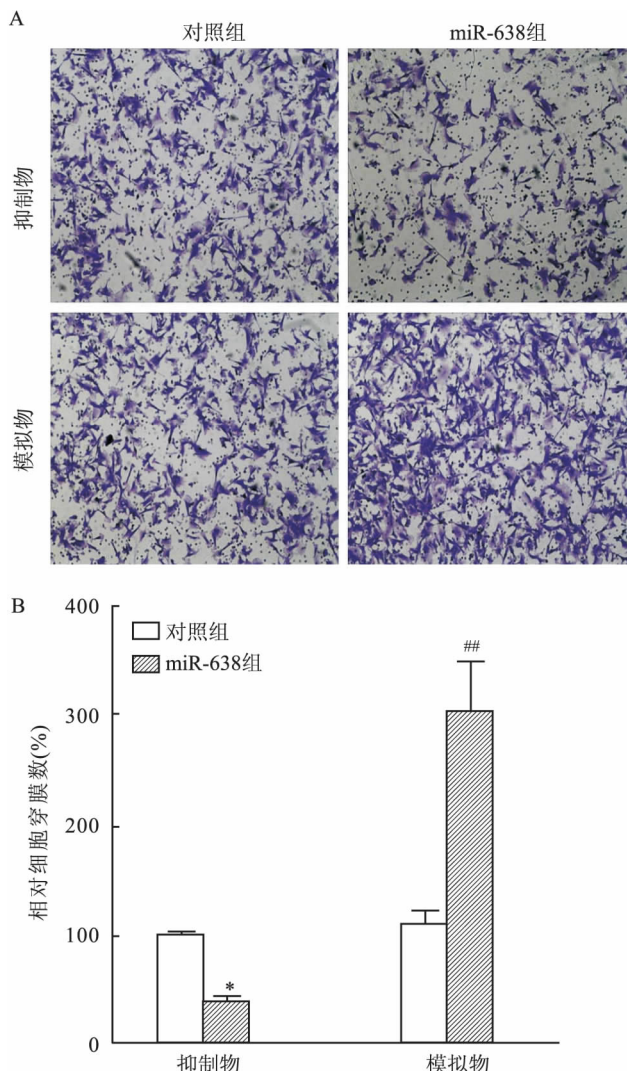 A
对照组 miR-638组
抑制物
模拟物
B
400
300
200
100
0
相对细胞穿膜数(%)
对照组
miR-638组
*
##
抑制物 模拟物